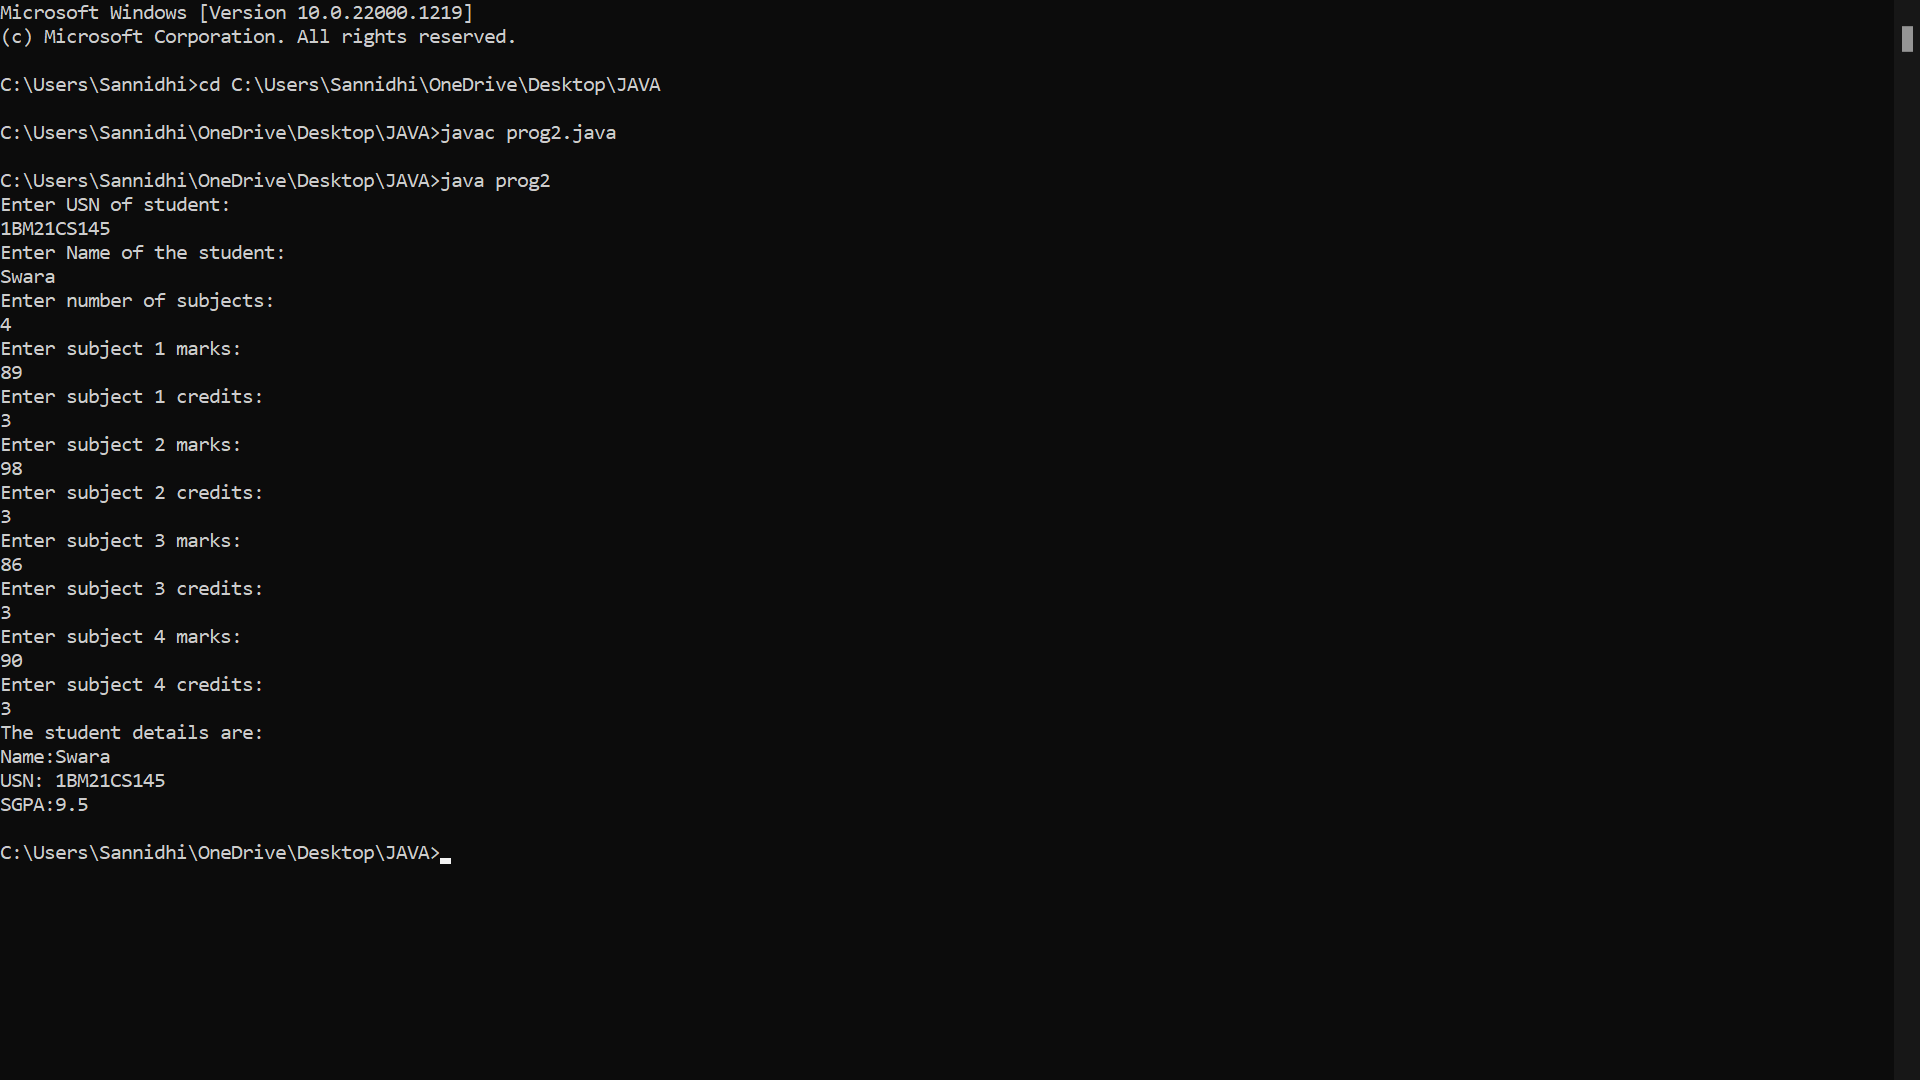 Microsoft Windows [Version 10.0.22000.1219]
(c) Microsoft Corporation. All rights reserved.
C:\Users\Sannidhi>cd C:\Users\Sannidhi\OneDrive\Desktop\JAVA
C:\Users\Sannidhi\OneDrive\Desktop\JAVA>javac prog2.java
C:\Users\Sannidhi\OneDrive\Desktop\JAVA>java prog2
Enter USN of student:
1BM21CS145
Enter Name of the student:
Swara
Enter number of subjects:
4
Enter subject 1 marks:
89
Enter subject 1 credits:
3
Enter subject 2 marks:
98
Enter subject 2 credits:
3
Enter subject 3 marks:
86
Enter subject 3 credits:
3
Enter subject 4 marks:
90
Enter subject 4 credits:
3
The student details are:
Name:Swara
USN: 1BM21CS145
SGPA:9.5
C:\Users\Sannidhi\OneDrive\Desktop\JAVA>